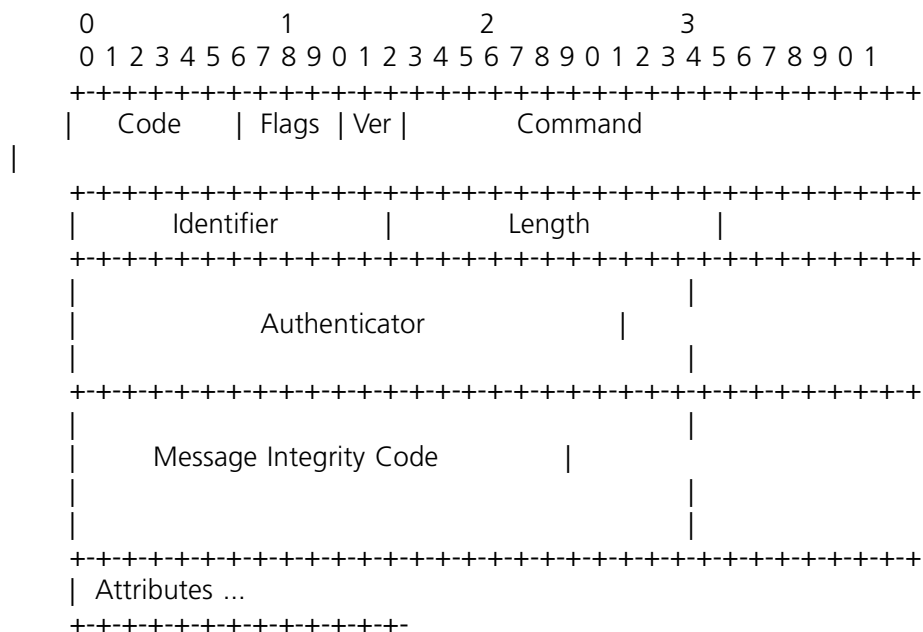 0                   1                   2                   3
0 1 2 3 4 5 6 7 8 9 0 1 2 3 4 5 6 7 8 9 0 1 2 3 4 5 6 7 8 9 0 1
+-+-+-+-+-+-+-+-+-+-+-+-+-+-+-+-+-+-+-+-+-+-+-+-+-+-+-+-+-+-+-+-+
|     Code      |  Flags  | Ver |            Command
|
+-+-+-+-+-+-+-+-+-+-+-+-+-+-+-+-+-+-+-+-+-+-+-+-+-+-+-+-+-+-+-+-+
|          Identifier           |            Length             |
+-+-+-+-+-+-+-+-+-+-+-+-+-+-+-+-+-+-+-+-+-+-+-+-+-+-+-+-+-+-+-+-+
|                                                               |
|                   Authenticator                    |
|                                                               |
+-+-+-+-+-+-+-+-+-+-+-+-+-+-+-+-+-+-+-+-+-+-+-+-+-+-+-+-+-+-+-+-+
|                                                               |
|        Message Integrity Code             |
|                                                               |
|                                                               |
+-+-+-+-+-+-+-+-+-+-+-+-+-+-+-+-+-+-+-+-+-+-+-+-+-+-+-+-+-+-+-+-+
|  Attributes ...
+-+-+-+-+-+-+-+-+-+-+-+-+-